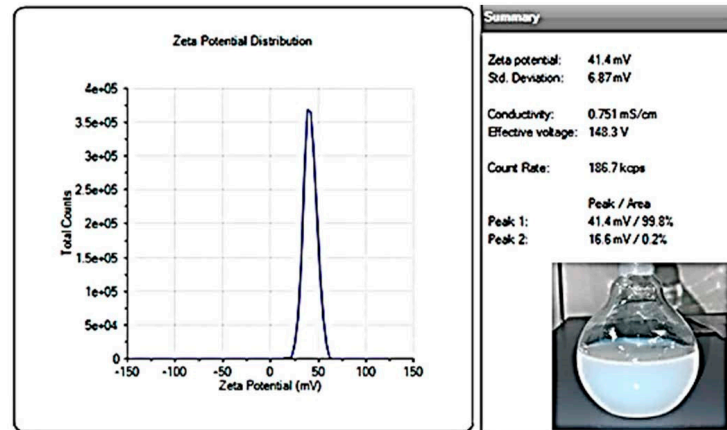 Zeta Potential Distribution
4e+05
3.5e+05
3e+05
2.5e+05
2e+05
1.5e+05
1e+05
5e+04
0
Total Counts
-150 -100 -50 0 50 100 150
Zeta Potential (mV)
Summary
Zeta potential: 41.4 mV
Std. Deviation: 6.87 mV
Conductivity: 0.751 mS/cm
Effective voltage: 148.3 V
Count Rate: 186.7 kcps
Peak / Area
Peak 1: 41.4 mV / 99.8%
Peak 2: 16.6 mV / 0.2%